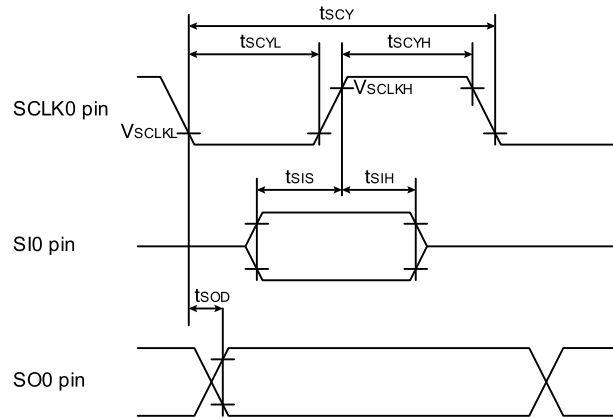 tSCY
tSCYL
tSCYH
SCLK0 pin
VSCLKH
VSCLKL
tSIS
tSIH
SI0 pin
tSOD
SO0 pin